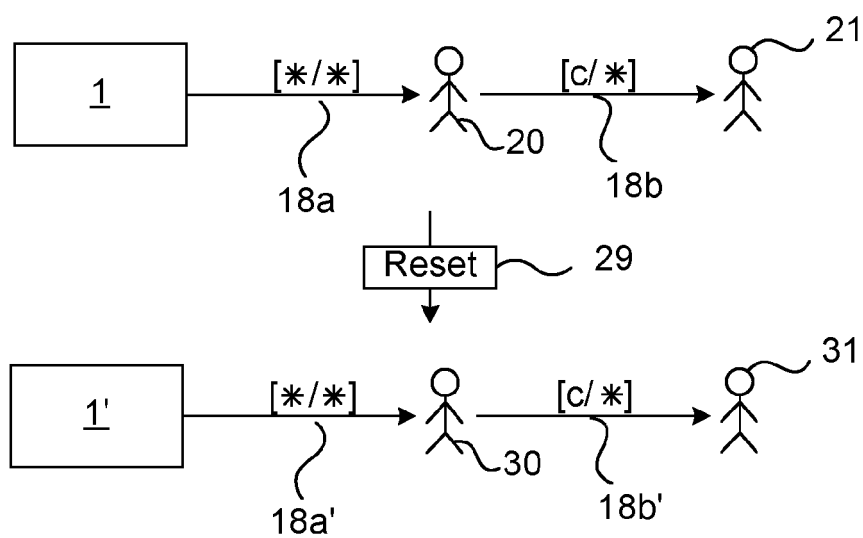 21
1 [∗/∗] [c/∗]
20
18a 18b
Reset 29
31
1' [∗/∗] [c/∗]
30
18a' 18b'